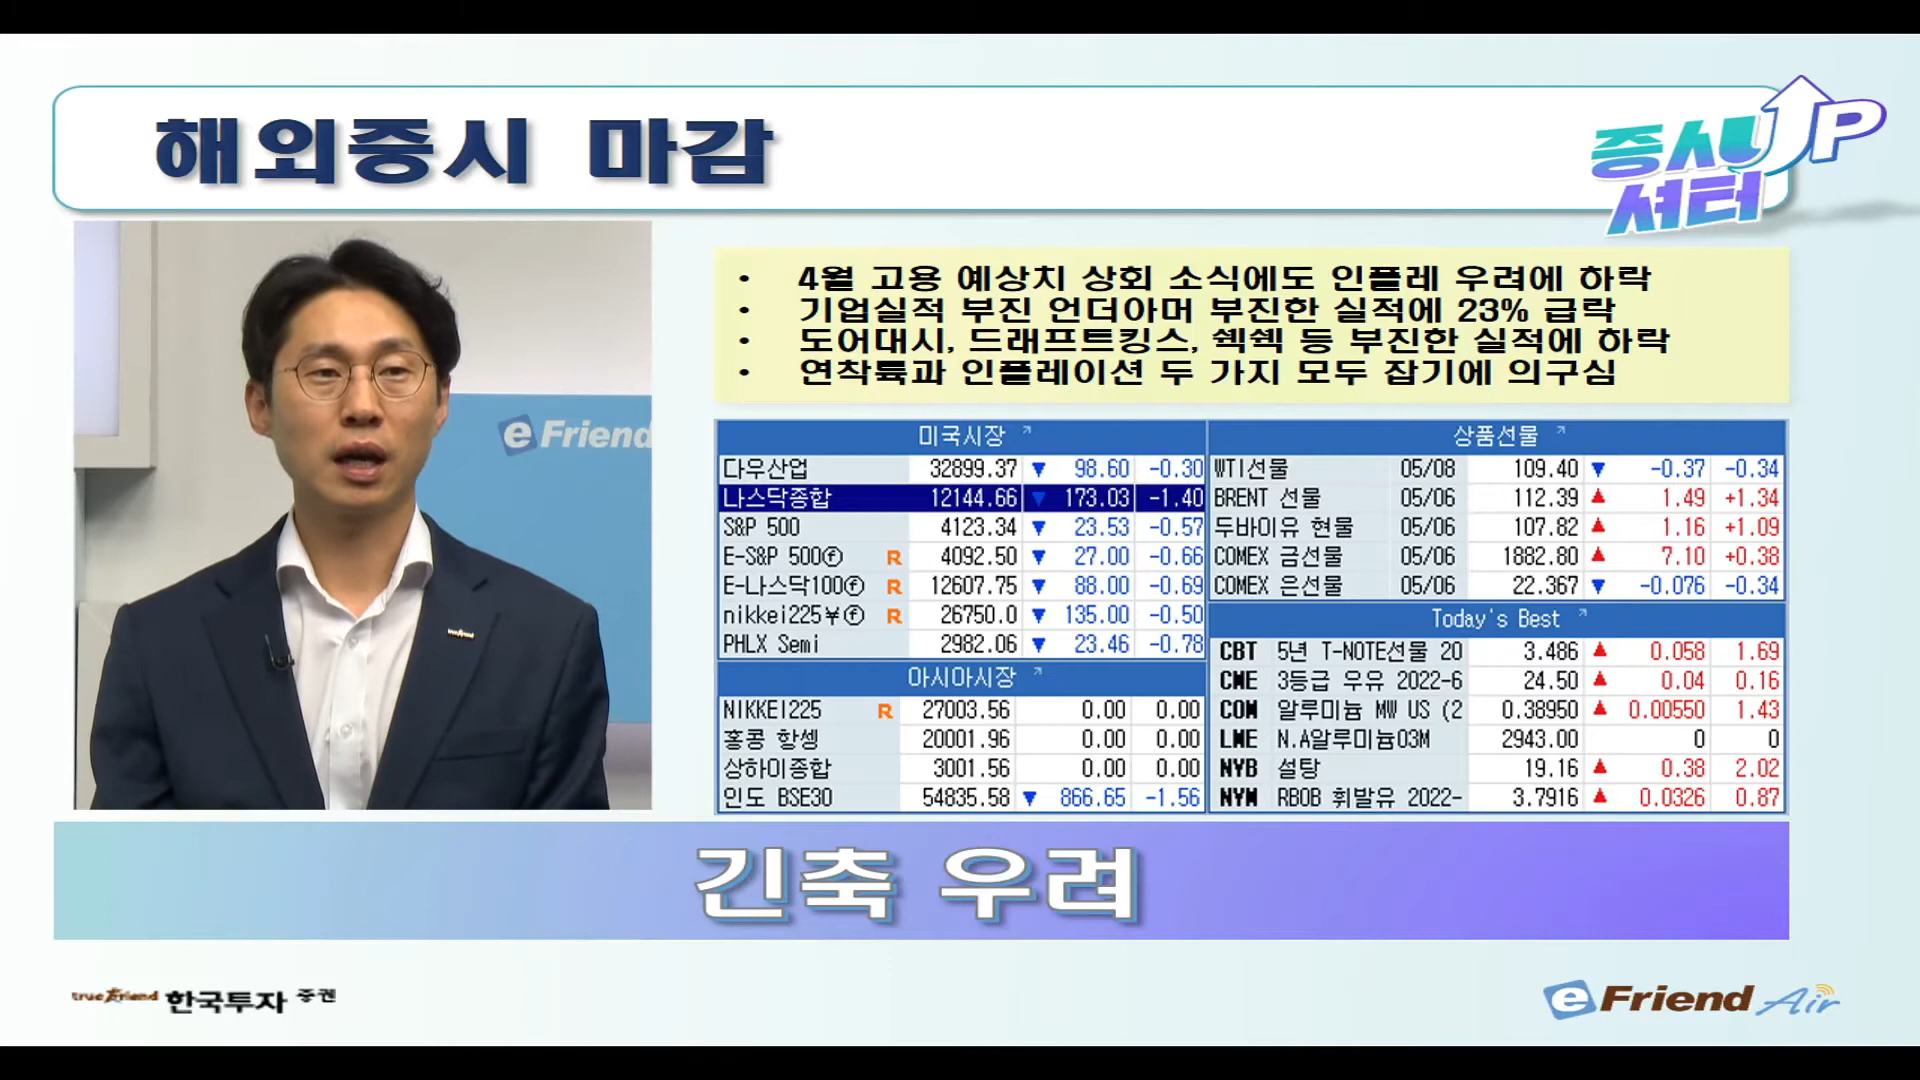 해외증시 마감
증시UP
셔터
e Friend
• 4월 고용 예상치 상회 소식에도 인플레 우려에 하락
• 기업실적 부진 언더아머 부진한 실적에 23% 급락
• 도어대시, 드래프트킹스, 쉑쉑 등 부진한 실적에 하락
• 연착륙과 인플레이션 두 가지 모두 잡기에 의구심
미국시장
다우산업 32899.37 ▼ 98.60 -0.30
나스닥종합 12144.66 ▼ 173.03 -1.40
S&P 500 4123.34 ▼ 23.53 -0.57
E-S&P 500ⓕ R 4092.50 ▼ 27.00 -0.66
E-나스닥100ⓕ R 12607.75 ▼ 88.00 -0.69
nikkei225¥ⓕ R 26750.0 ▼ 135.00 -0.50
PHLX Semi 2982.06 ▼ 23.46 -0.78
아시아시장
NIKKEI225 R 27003.56 0.00 0.00
홍콩 항셍 20001.96 0.00 0.00
상하이종합 3001.56 0.00 0.00
인도 BSE30 54835.58 ▼ 866.65 -1.56
상품선물
WTI선물 05/08 109.40 ▼ -0.37 -0.34
BRENT 선물 05/06 112.39 ▲ 1.49 +1.34
두바이유 현물 05/06 107.82 ▲ 1.16 +1.09
COMEX 금선물 05/06 1882.80 ▲ 7.10 +0.38
COMEX 은선물 05/06 22.367 ▼ -0.076 -0.34
Today's Best
CBT 5년 T-NOTE선물 20 3.486 ▲ 0.058 1.69
CME 3등급 우유 2022-6 24.50 ▲ 0.04 0.16
COM 알루미늄 MW US (2 0.38950 ▲ 0.00550 1.43
LME N.A알루미늄03M 2943.00 0 0
NYB 설탕 19.16 ▲ 0.38 2.02
NYM RBOB 휘발유 2022- 3.7916 ▲ 0.0326 0.87
긴축 우려
true friend 한국투자 증권
e Friend Air